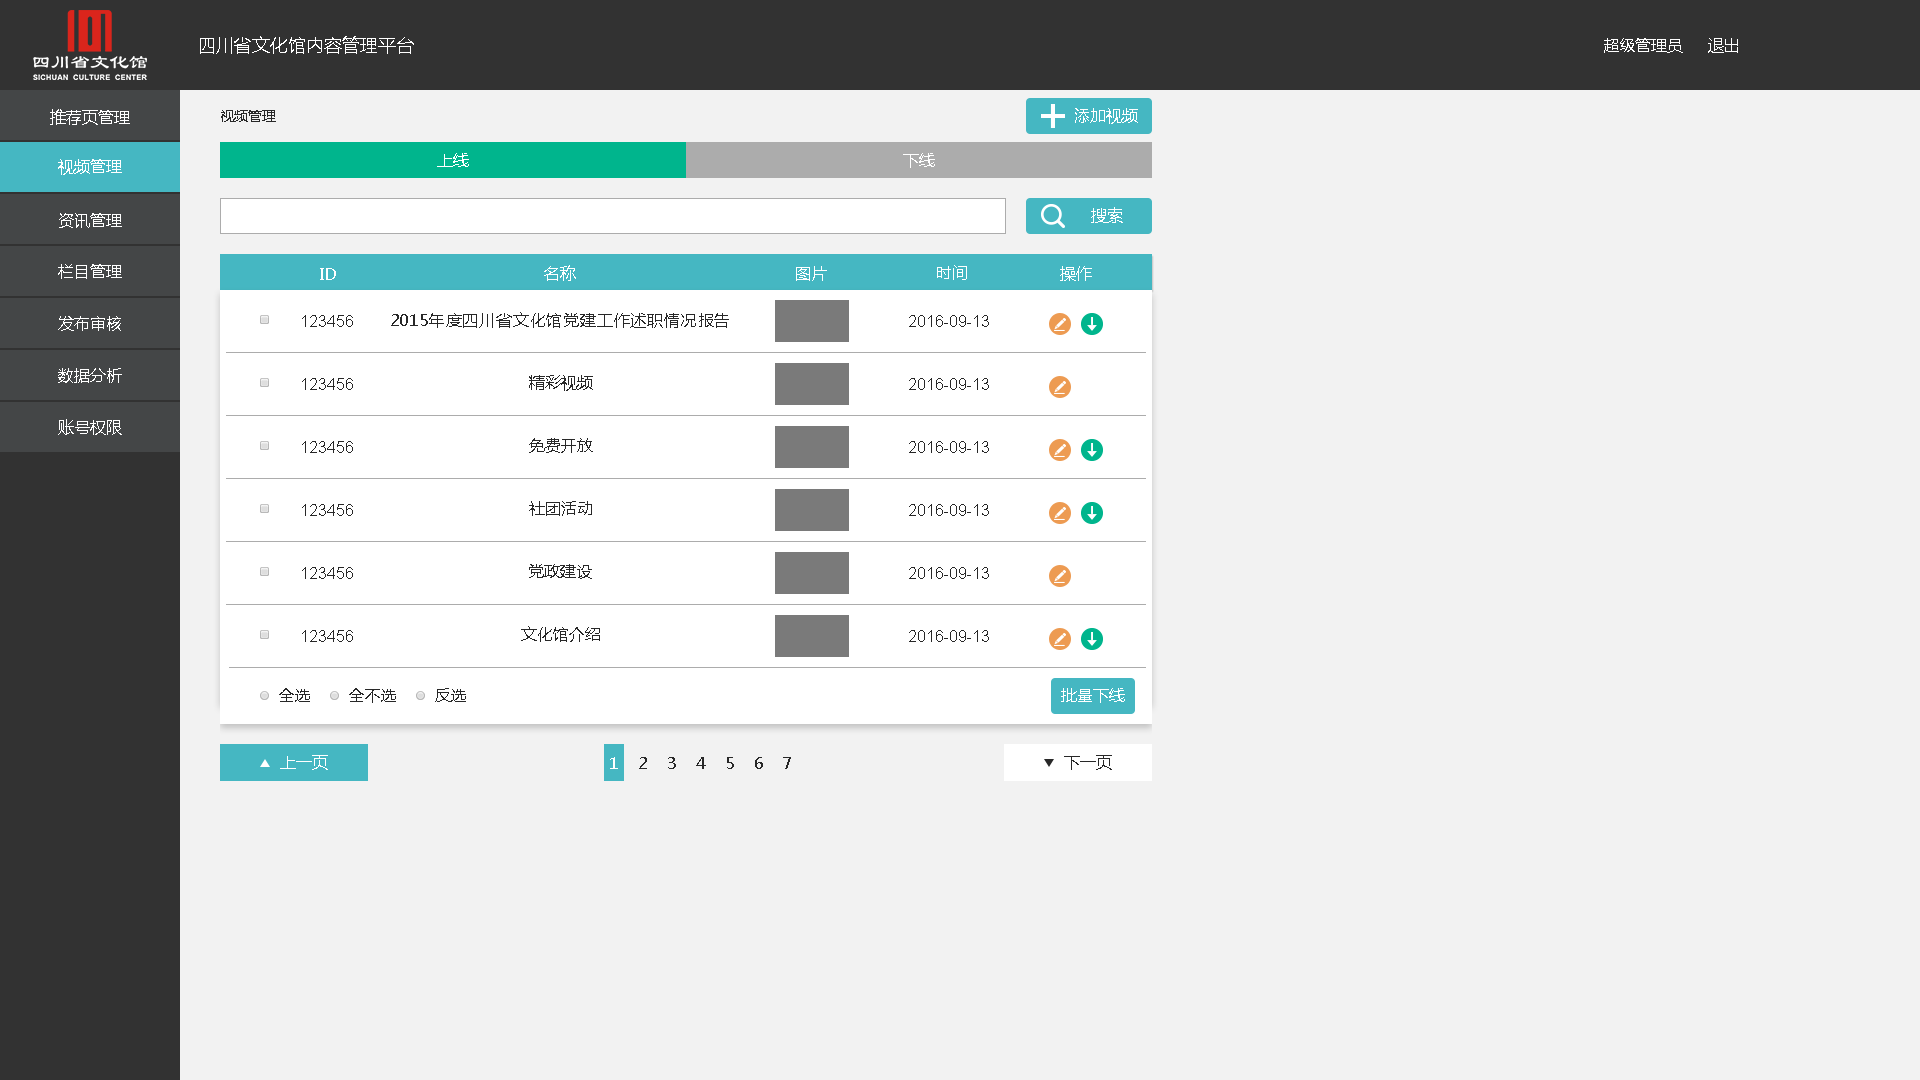 四川省文化馆
SICHUAN CULTURE CENTER
四川省文化馆内容管理平台
超级管理员 退出
推荐页管理
视频管理
资讯管理
栏目管理
发布审核
数据分析
账号权限
视频管理
添加视频
上线 下线
搜索
ID 名称 图片 时间 操作
123456 2015年度四川省文化馆党建工作述职情况报告 2016-09-13
123456 精彩视频 2016-09-13
123456 免费开放 2016-09-13
123456 社团活动 2016-09-13
123456 党政建设 2016-09-13
123456 文化馆介绍 2016-09-13
全选 全不选 反选 批量下线
上一页 1 2 3 4 5 6 7 下一页